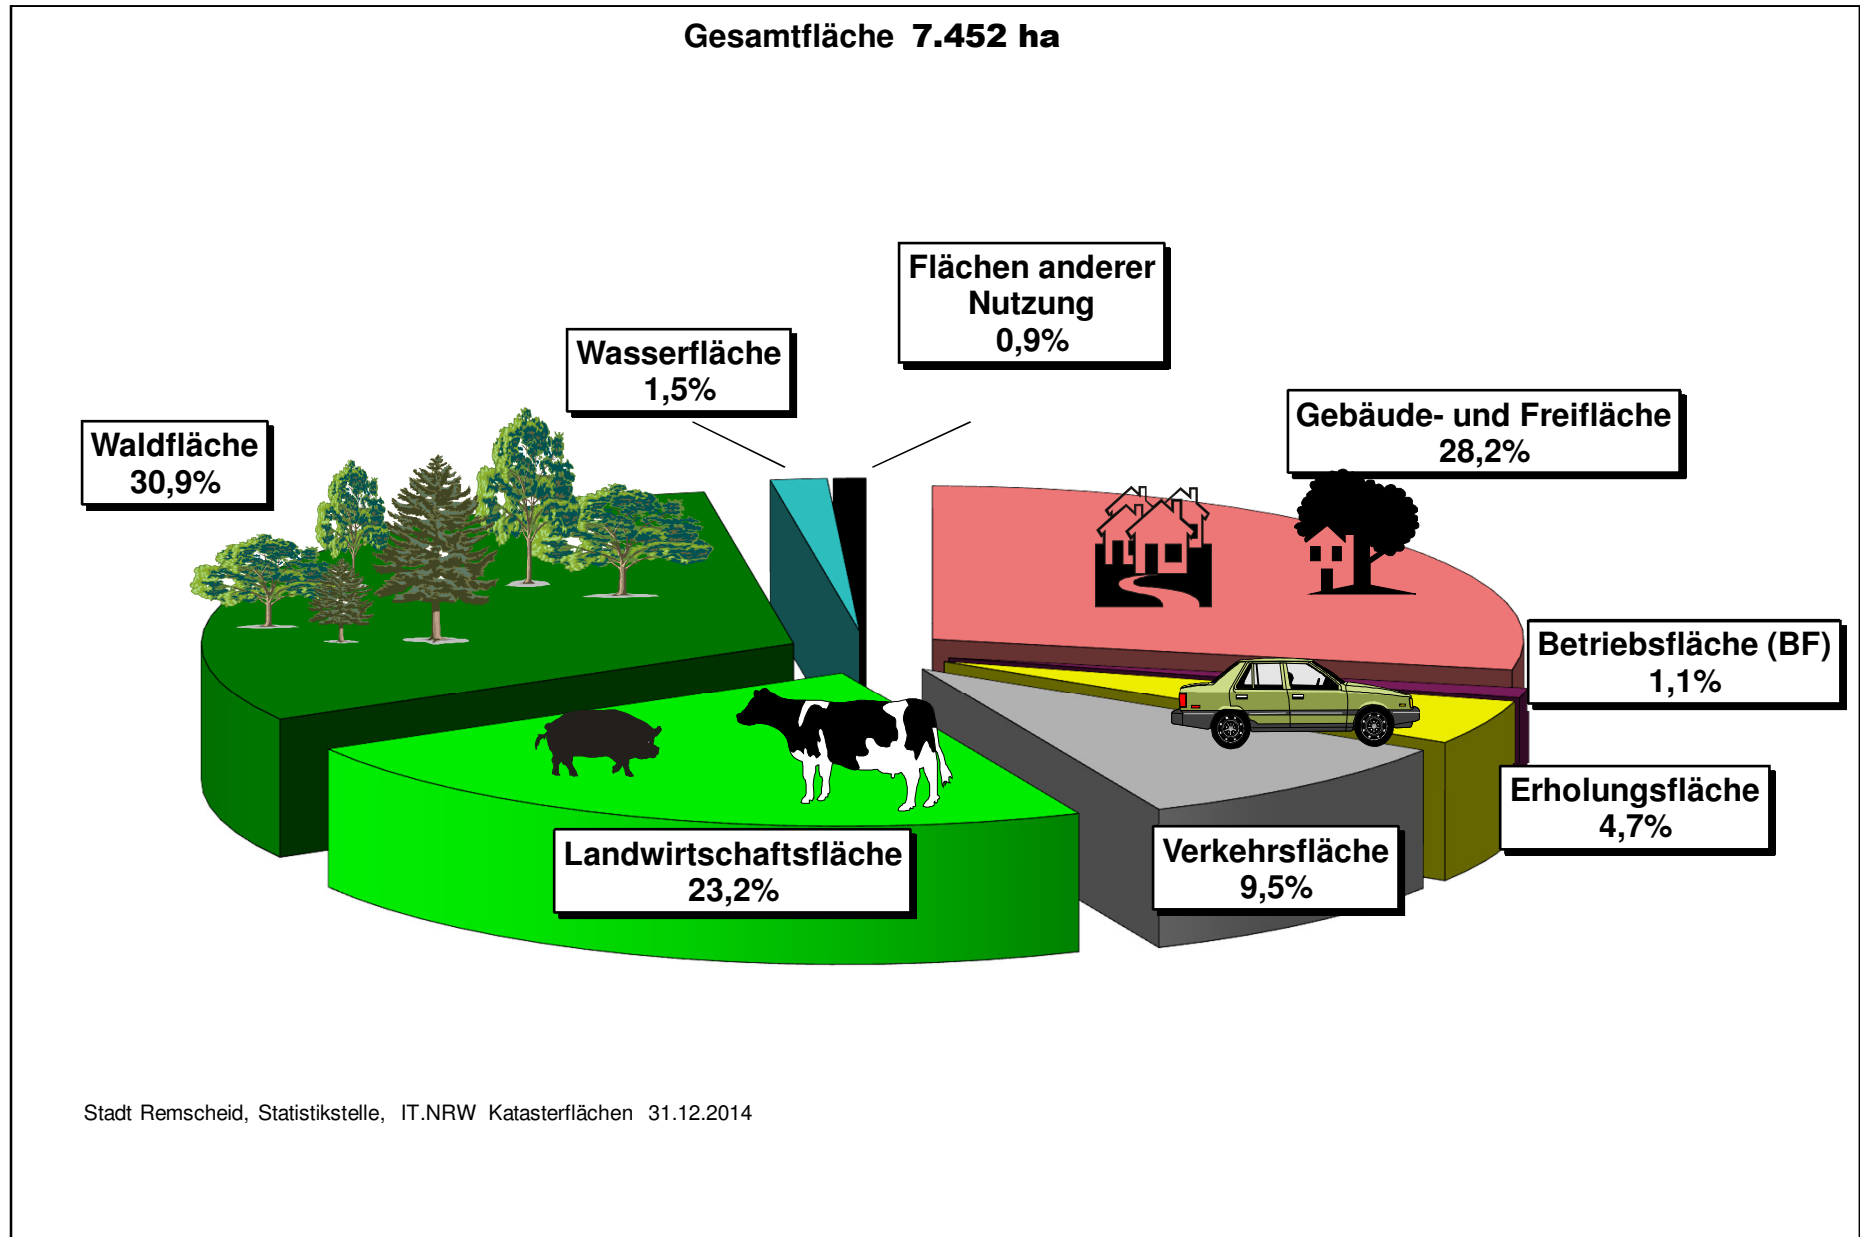 Gesamtfläche 7.452 ha
Flächen anderer
Nutzung
0,9%
Wasserfläche
1,5%
Gebäude- und Freifläche
28,2%
Waldfläche
30,9%
Betriebsfläche (BF)
1,1%
Erholungsfläche
4,7%
Verkehrsfläche
9,5%
Landwirtschaftsfläche
23,2%
Stadt Remscheid, Statistikstelle, IT.NRW Katasterflächen 31.12.2014